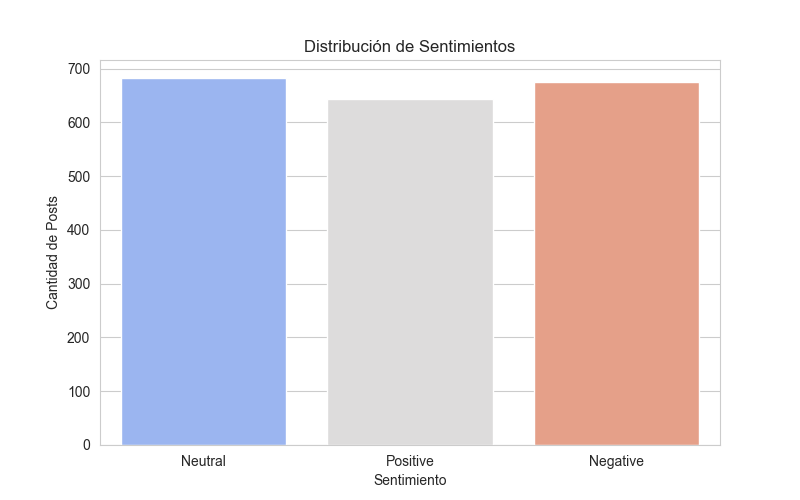 Distribución de Sentimientos
700
600
500
400
300
200
100
0
Cantidad de Posts
Neutral Positive Negative
Sentimiento